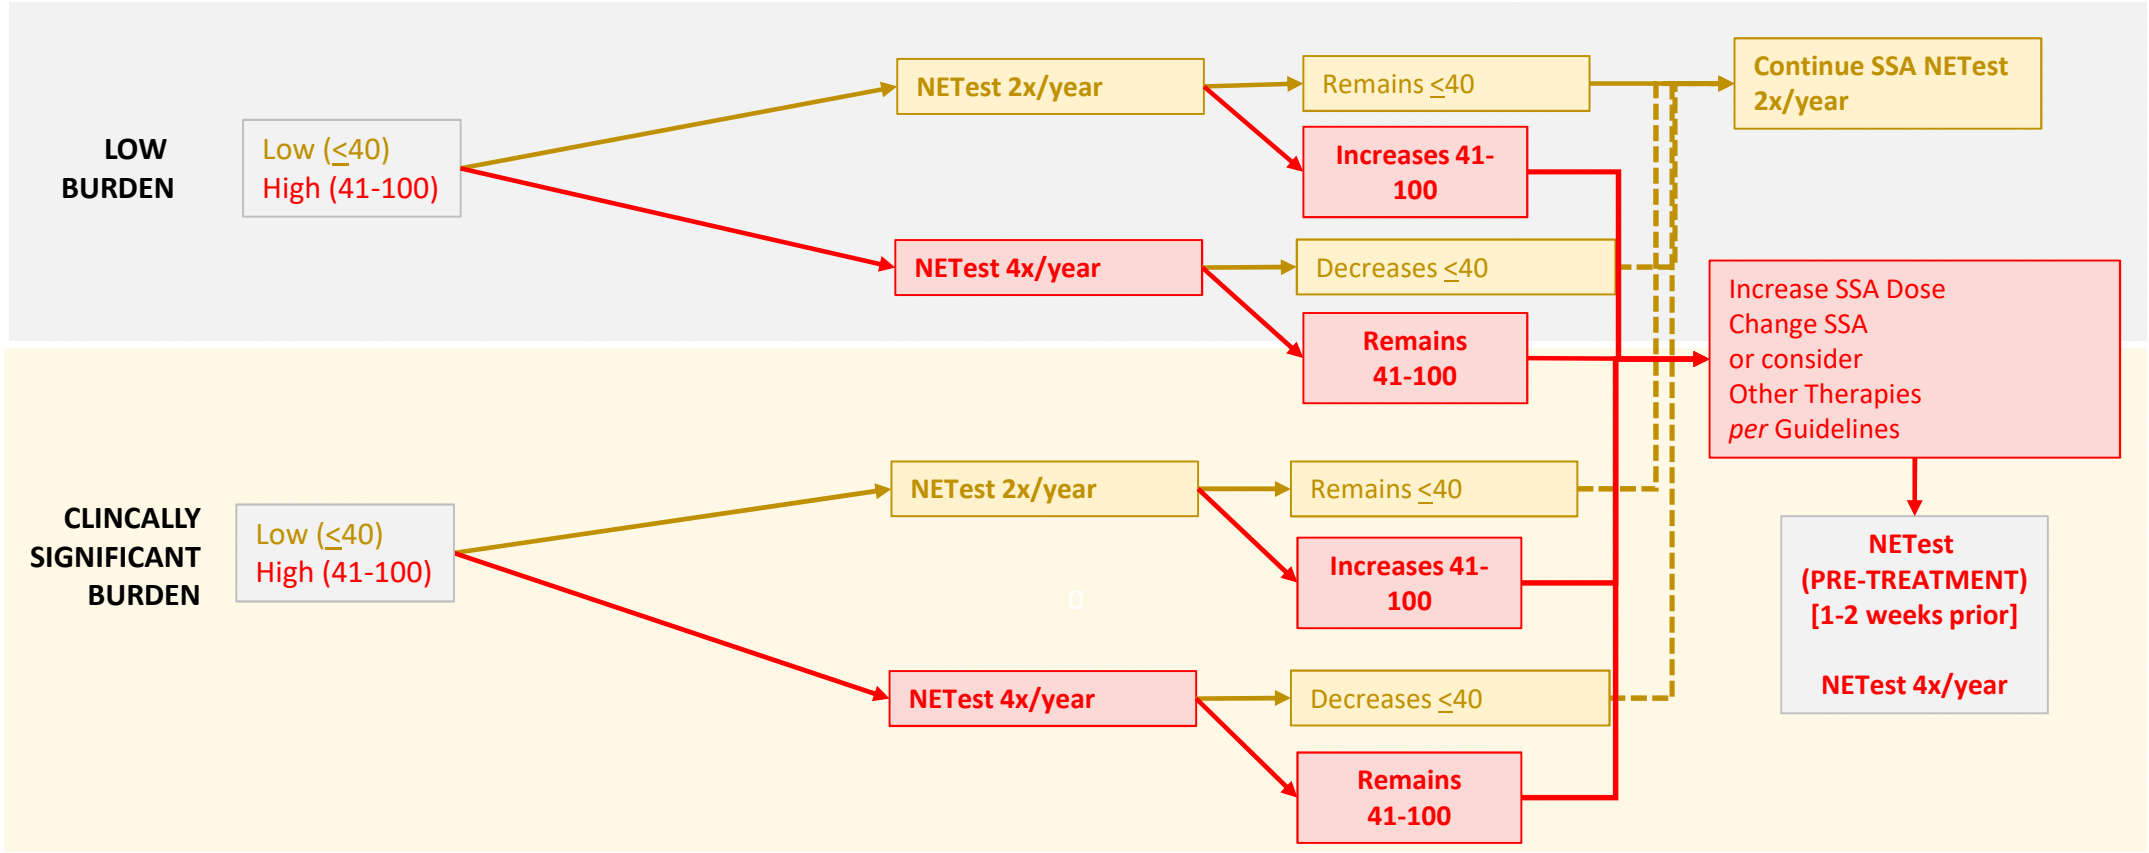 LOW
BURDEN
Low (≤40)
High (41-100)
NETest 2x/year
Remains ≤40
Increases 41-
100
NETest 4x/year
Decreases ≤40
Remains
41-100
Continue SSA NETest
2x/year
Increase SSA Dose
Change SSA
or consider
Other Therapies
per Guidelines
CLINCALLY
SIGNIFICANT
BURDEN
Low (≤40)
High (41-100)
NETest 2x/year
Remains ≤40
Increases 41-
100
0
NETest 4x/year
Decreases ≤40
Remains
41-100
NETest
(PRE-TREATMENT)
[1-2 weeks prior]
NETest 4x/year